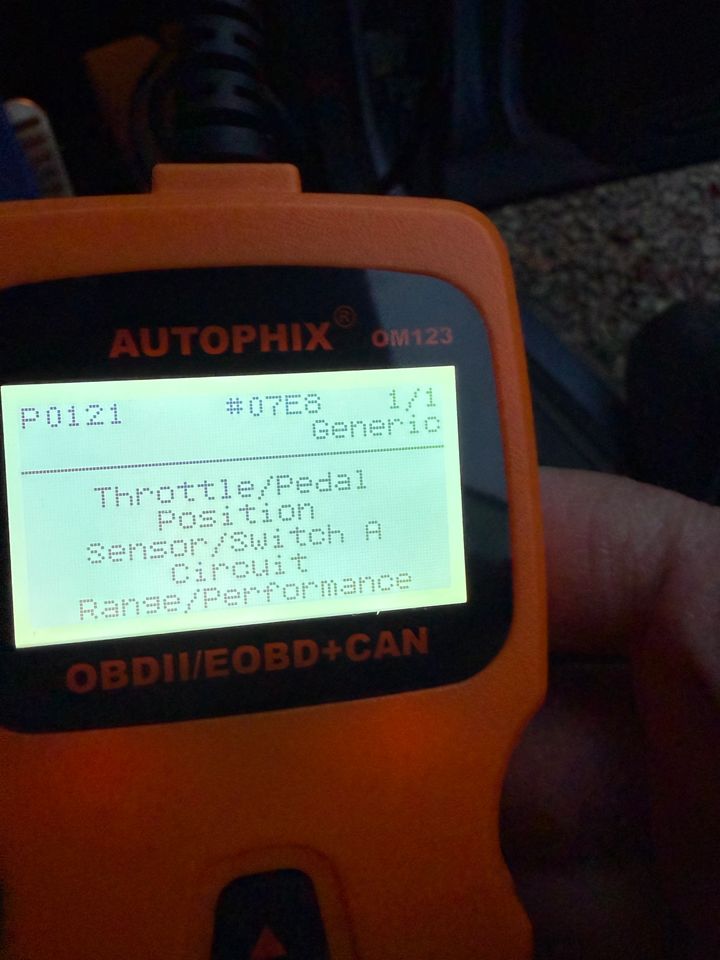 AUTOPHIX® OM123
P0121 #07E8 1/1
Generic
Throttle/Pedal
Position
Sensor/Switch A
Circuit
Range/Performance
OBDII/EOBD+CAN